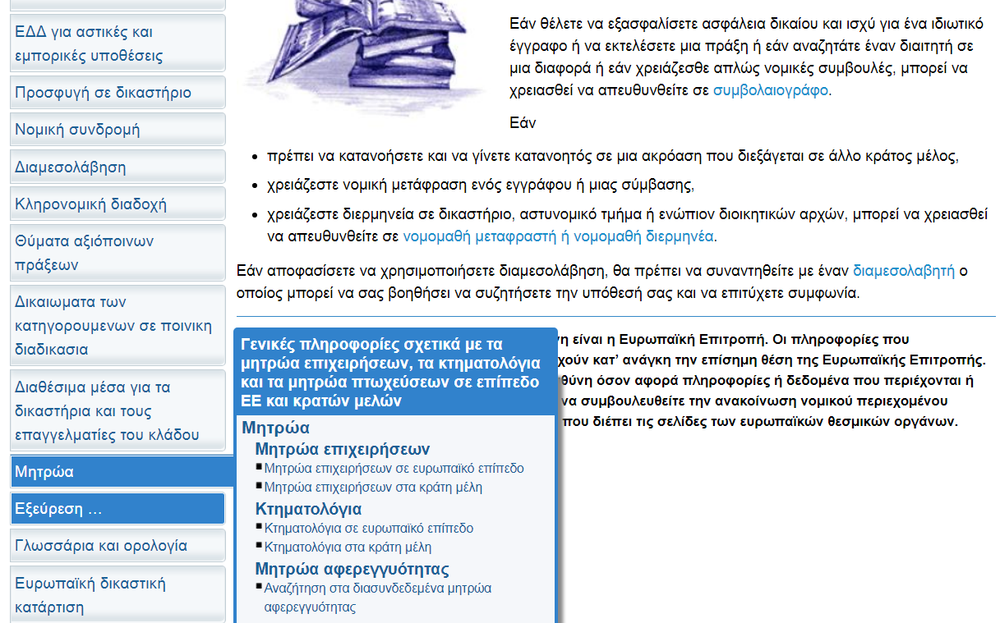 ΕΔΔ για αστικές και
εμπορικές υποθέσεις
Προσφυγή σε δικαστήριο
Νομική συνδρομή
Διαμεσολάβηση
Κληρονομική διαδοχή
Θύματα αξιόποινων
πράξεων
Δικαιωματα των
κατηγορουμενων σε ποινικη
διαδικασια
Διαθέσιμα μέσα για τα
δικαστήρια και τους
επαγγελματίες του κλάδου
Μητρώα
Εξεύρεση ...
Γλωσσάρια και ορολογία
Ευρωπαϊκή δικαστική
κατάρτιση
Εάν θέλετε να εξασφαλίσετε ασφάλεια δικαίου και ισχύ για ένα ιδιωτικό
έγγραφο ή να εκτελέσετε μια πράξη ή εάν αναζητάτε έναν διαιτητή σε
μια διαφορά ή εάν χρειάζεσθε απλώς νομικές συμβουλές, μπορεί να
χρειασθεί να απευθυνθείτε σε συμβολαιογράφο.
Εάν
• πρέπει να κατανοήσετε και να γίνετε κατανοητός σε μια ακρόαση που διεξάγεται σε άλλο κράτος μέλος,
• χρειάζεστε νομική μετάφραση ενός εγγράφου ή μιας σύμβασης,
• χρειάζεστε διερμηνεία σε δικαστήριο, αστυνομικό τμήμα ή ενώπιον διοικητικών αρχών, μπορεί να χρειασθεί
να απευθυνθείτε σε νομομαθή μεταφραστή ή νομομαθή διερμηνέα.
Εάν αποφασίσετε να χρησιμοποιήσετε διαμεσολάβηση, θα πρέπει να συναντηθείτε με έναν διαμεσολαβητή ο
οποίος μπορεί να σας βοηθήσει να συζητήσετε την υπόθεσή σας και να επιτύχετε συμφωνία.
Γενικές πληροφορίες σχετικά με τα
μητρώα επιχειρήσεων, τα κτηματολόγια
και τα μητρώα πτωχεύσεων σε επίπεδο
ΕΕ και κρατών μελών
Μητρώα
Μητρώα επιχειρήσεων
Μητρώα επιχειρήσεων σε ευρωπαϊκό επίπεδο
Μητρώα επιχειρήσεων στα κράτη μέλη
Κτηματολόγια
Κτηματολόγια σε ευρωπαϊκό επίπεδο
Κτηματολόγια στα κράτη μέλη
Μητρώα αφερεγγυότητας
Αναζήτηση στα διασυνδεδεμένα μητρώα
αφερεγγυότητας
είναι η Ευρωπαϊκή Επιτροπή. Οι πληροφορίες που
κατ’ ανάγκη την επίσημη θέση της Ευρωπαϊκής Επιτροπής.
όσον αφορά πληροφορίες ή δεδομένα που περιέχονται ή
να συμβουλευθείτε την ανακοίνωση νομικού περιεχομένου
που διέπει τις σελίδες των ευρωπαϊκών θεσμικών οργάνων.